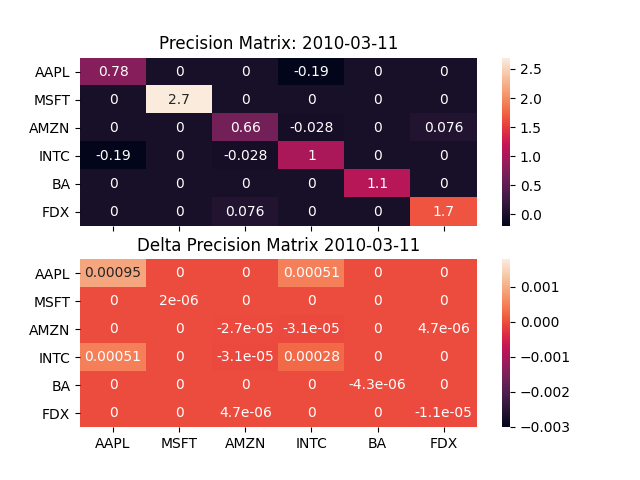 Precision Matrix: 2010-03-11
AAPL 0.78 0 0 -0.19 0 0
MSFT 0 2.7 0 0 0 0
AMZN 0 0 0.66 -0.028 0 0.076
INTC -0.19 0 -0.028 1 0 0
BA 0 0 0 0 1.1 0
FDX 0 0 0.076 0 0 1.7
2.5
2.0
1.5
1.0
0.5
0.0
Delta Precision Matrix 2010-03-11
AAPL 0.00095 0 0 0.00051 0 0
MSFT 0 2e-06 0 0 0 0
AMZN 0 0 -2.7e-05 -3.1e-05 0 4.7e-06
INTC 0.00051 0 -3.1e-05 0.00028 0 0
BA 0 0 0 0 -4.3e-06 0
FDX 0 0 4.7e-06 0 0 -1.1e-05
AAPL MSFT AMZN INTC BA FDX
0.001
0.000
-0.001
-0.002
-0.003